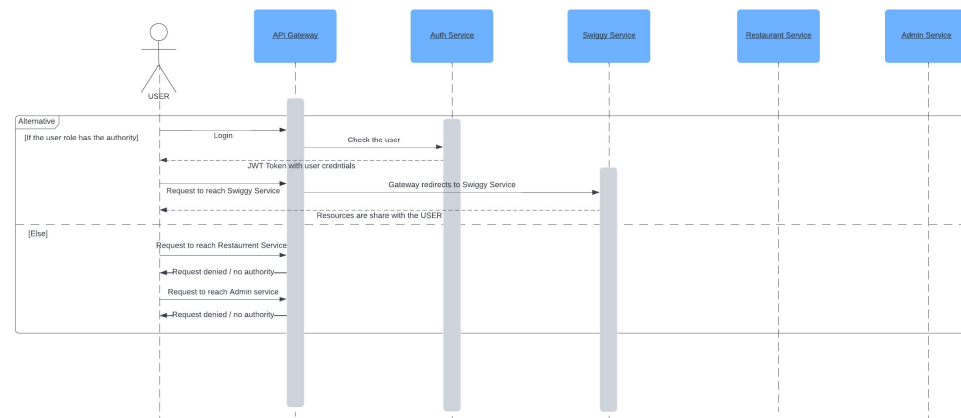 API Gateway
Auth Service
Swiggy Service
Restaurant Service
Admin Service
USER
Alternative
[If the user role has the authority]
Login
Check the user
JWT Token with user credntials
Request to reach Swiggy Service
Gateway redirects to Swiggy Service
Resources are share with the USER
[Else]
Request to reach Restaurrent Service
Request denied / no authority
Request to reach Admin service
Request denied / no authority